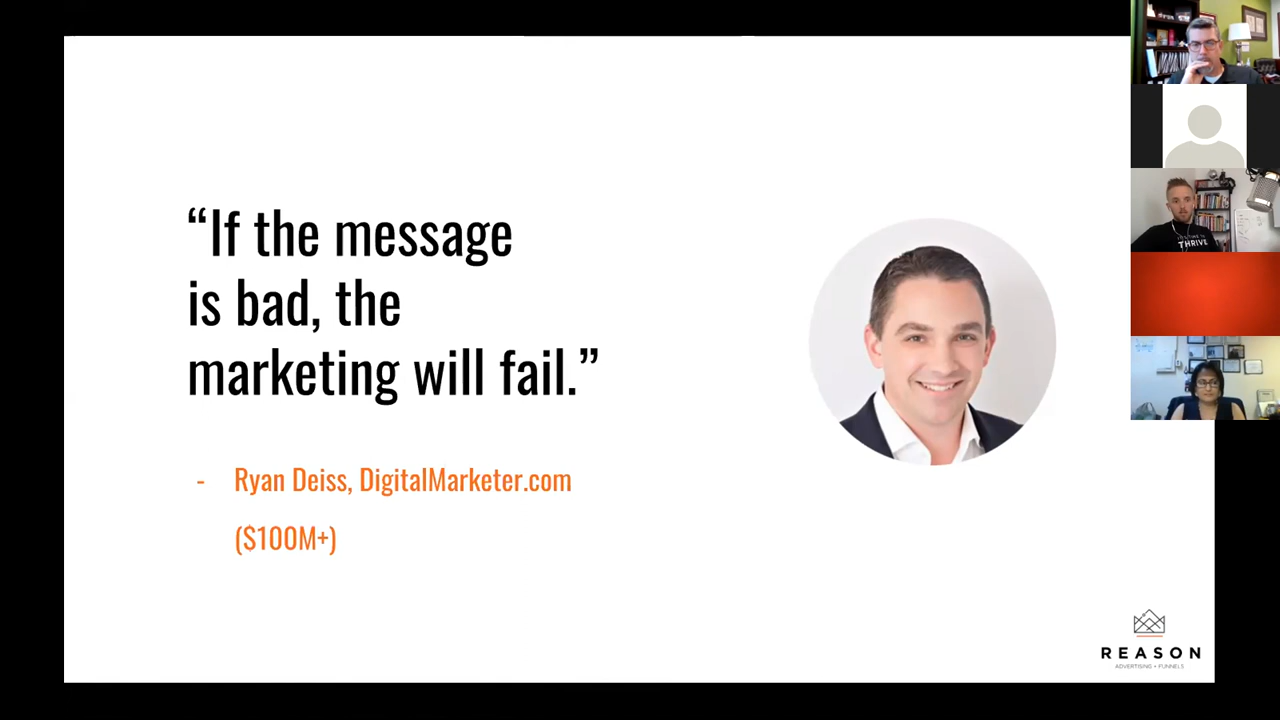 “If the message
is bad, the
marketing will fail.”
- Ryan Deiss, DigitalMarketer.com
($100M+)
THRIVE
REASON
ADVERTISING + FUNNELS